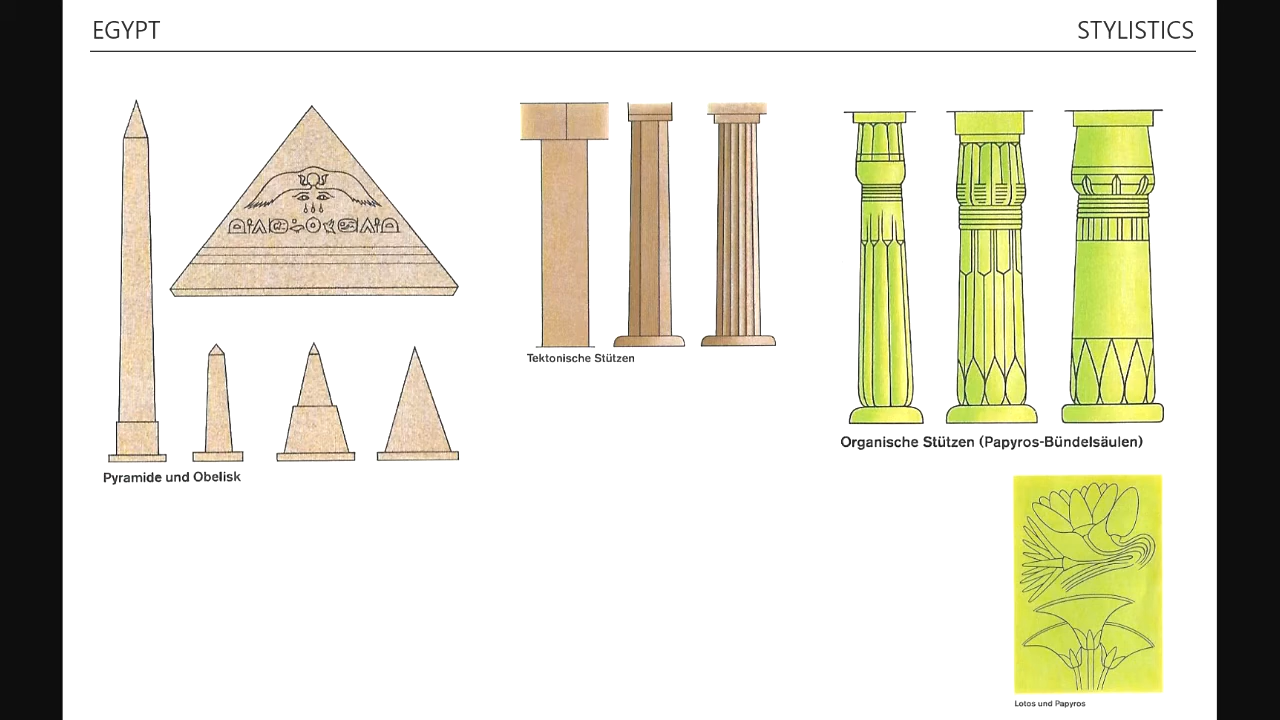 EGYPT
STYLISTICS
Pyramide und Obelisk
Tektonische Stützen
Organische Stützen (Papyros-Bündelsäulen)
Lotos und Papyros